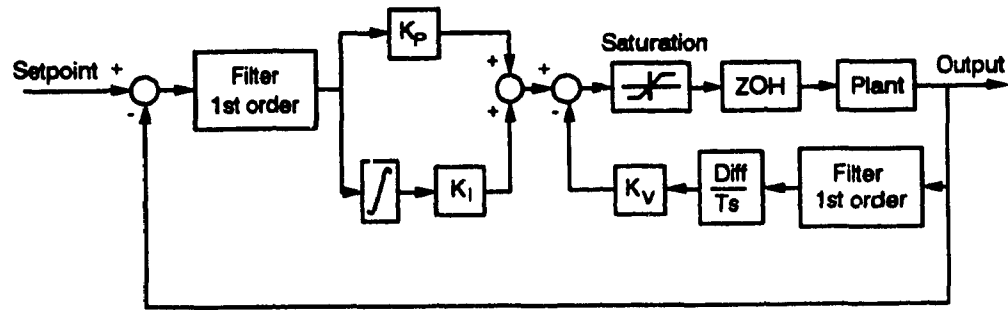 Setpoint
+
-
Filter
1st order
KP
∫
KI
+
+
+
-
Saturation
ZOH
Plant
Output
KV
Diff
Ts
Filter
1st order